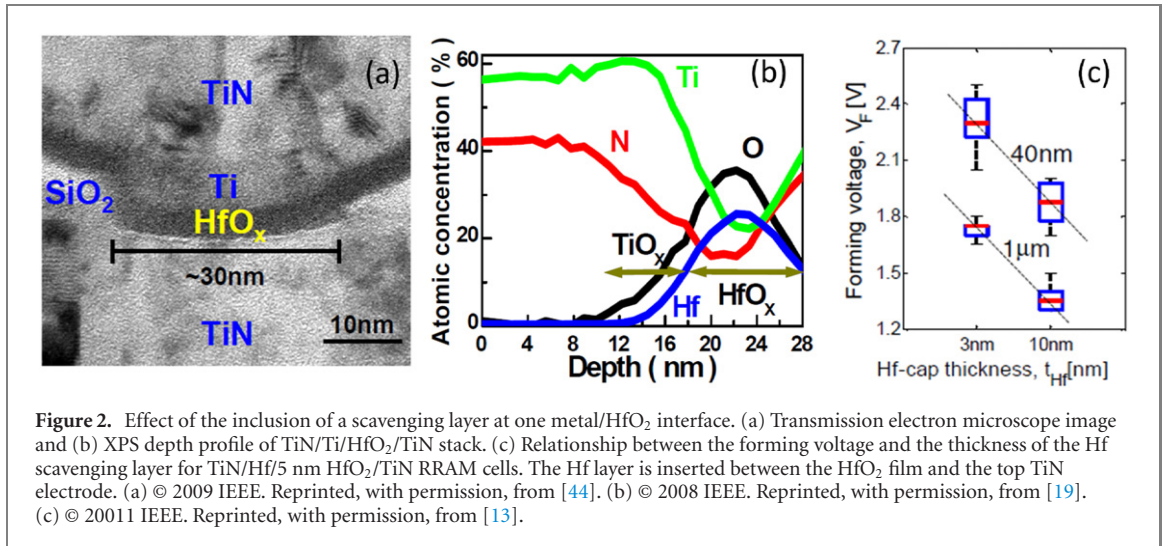 (a)
TiN
Ti
SiO2
HfOx
~30nm
TiN
10nm
(b)
Atomic concentration (%)
60
40
20
0
Ti
N
O
TiOx
Hf
HfOx
0 4 8 12 16 20 24 28
Depth ( nm )
(c)
Forming voltage, VF [V]
2.7
2.4
2.1
1.8
1.5
1.2
40nm
1μm
3nm 10nm
Hf-cap thickness, tHf[nm]
Figure 2. Effect of the inclusion of a scavenging layer at one metal/HfO2 interface. (a) Transmission electron microscope image
and (b) XPS depth profile of TiN/Ti/HfO2/TiN stack. (c) Relationship between the forming voltage and the thickness of the Hf
scavenging layer for TiN/Hf/5 nm HfO2/TiN RRAM cells. The Hf layer is inserted between the HfO2 film and the top TiN
electrode. (a) © 2009 IEEE. Reprinted, with permission, from [44]. (b) © 2008 IEEE. Reprinted, with permission, from [19].
(c) © 20011 IEEE. Reprinted, with permission, from [13].